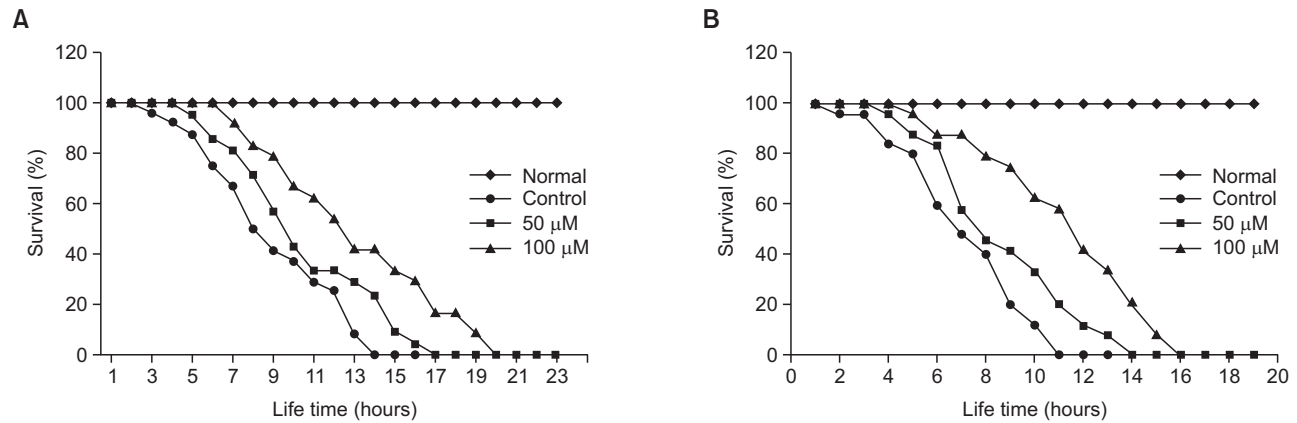 A
120
100
80
60
40
20
0
Survival (%)
1 3 5 7 9 11 13 15 17 19 21 23
Life time (hours)
Normal
Control
50 μM
100 μM
B
120
100
80
60
40
20
0
Survival (%)
0 2 4 6 8 10 12 14 16 18 20
Life time (hours)
Normal
Control
50 μM
100 μM